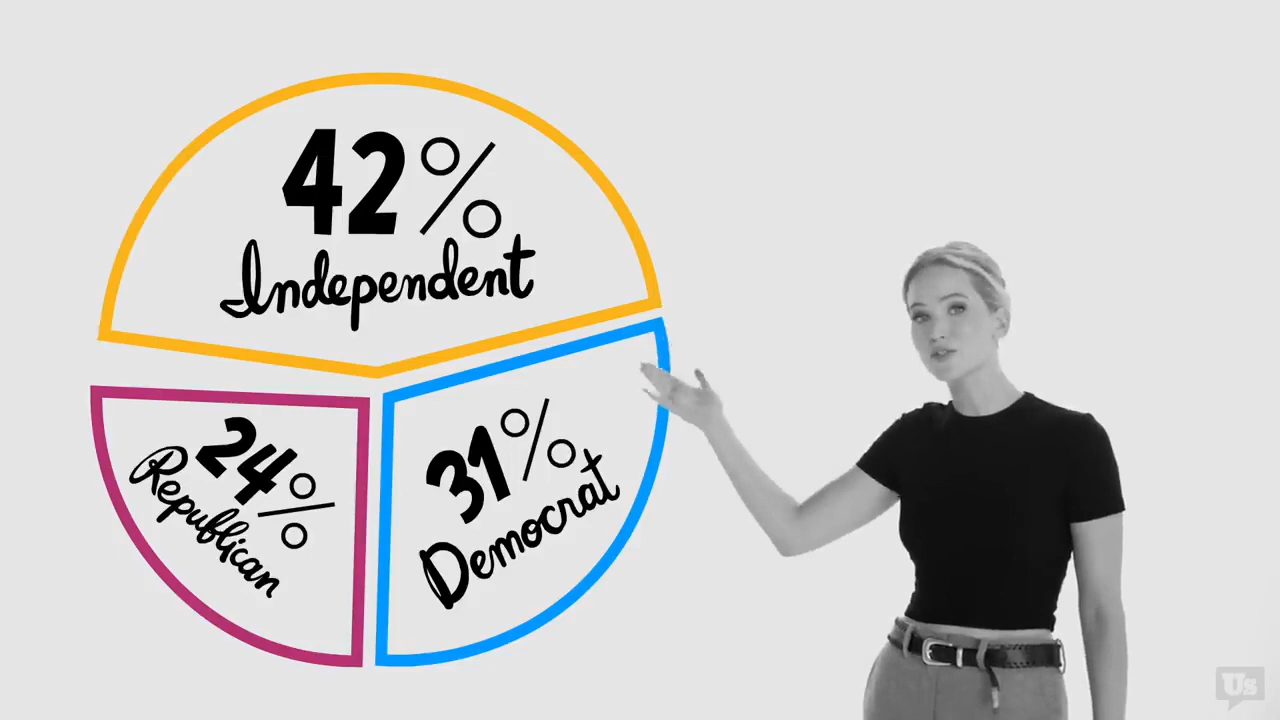 42%
Independent
24%
Republican
31%
Democrat
Us